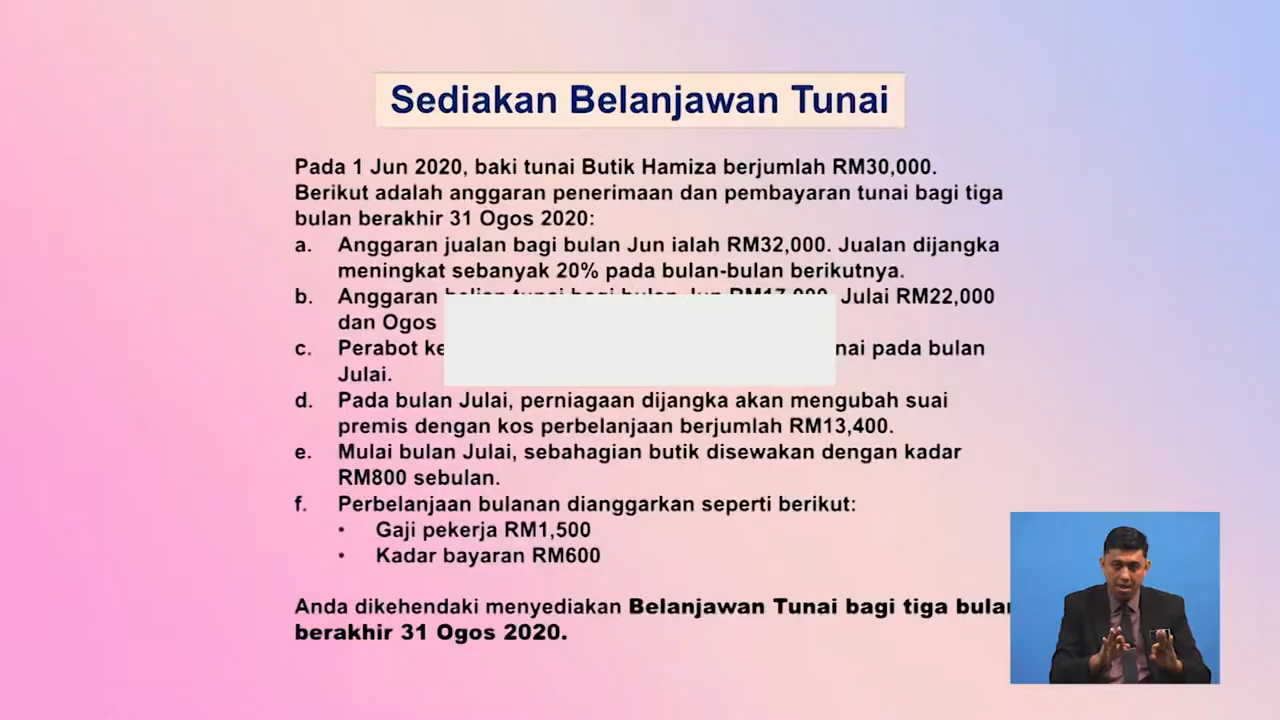 Sediakan Belanjawan Tunai
Pada 1 Jun 2020, baki tunai Butik Hamiza berjumlah RM30,000.
Berikut adalah anggaran penerimaan dan pembayaran tunai bagi tiga
bulan berakhir 31 Ogos 2020:
a. Anggaran jualan bagi bulan Jun ialah RM32,000. Jualan dijangka
meningkat sebanyak 20% pada bulan-bulan berikutnya.
b. Anggaran belian tunai bagi bulan Jun Julai RM22,000
dan Ogos
c. Perabot pada bulan
Julai.
d. Pada bulan Julai, perniagaan dijangka akan mengubah suai
premis dengan kos perbelanjaan berjumlah RM13,400.
e. Mulai bulan Julai, sebahagian butik disewakan dengan kadar
RM800 sebulan.
f. Perbelanjaan bulanan dianggarkan seperti berikut:
• Gaji pekerja RM1,500
• Kadar bayaran RM600
Anda dikehendaki menyediakan Belanjawan Tunai bagi tiga bulan
berakhir 31 Ogos 2020.